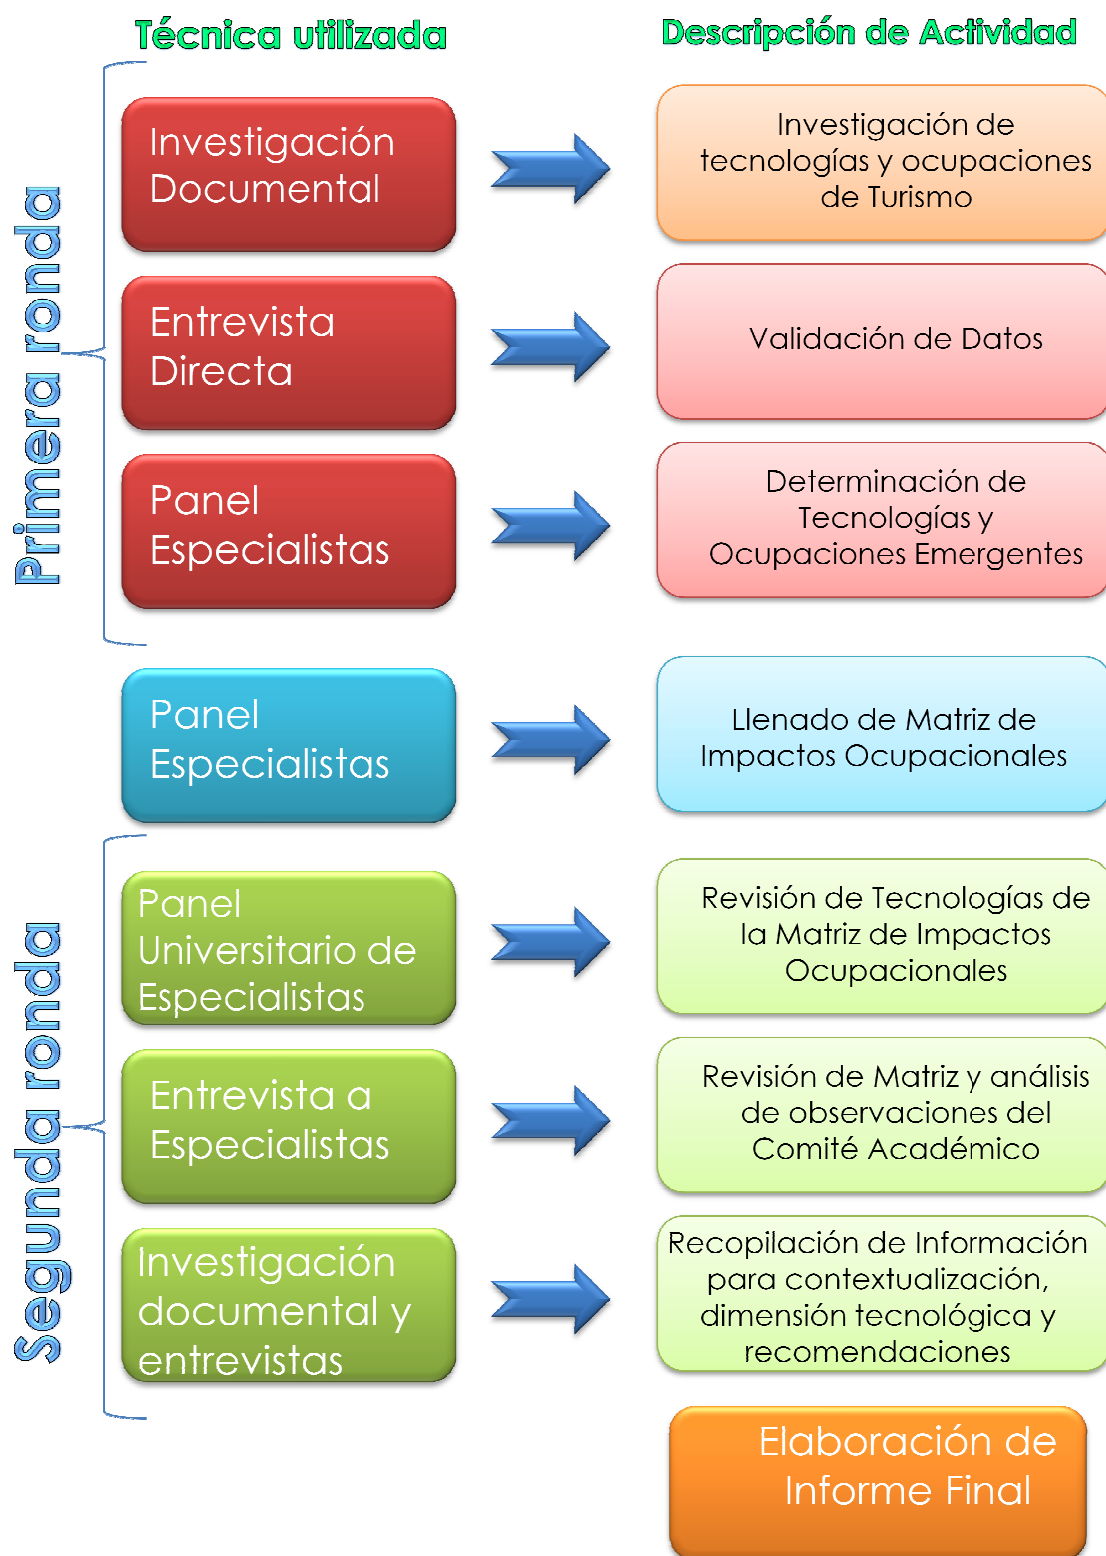 Técnica utilizada
Descripción de Actividad
Primera ronda
Investigación
Documental
Investigación de
tecnologías y ocupaciones
de Turismo
Entrevista
Directa
Validación de Datos
Panel
Especialistas
Determinación de
Tecnologías y
Ocupaciones Emergentes
Panel
Especialistas
Llenado de Matriz de
Impactos Ocupacionales
Segunda ronda
Panel
Universitario de
Especialistas
Revisión de Tecnologías de
la Matriz de Impactos
Ocupacionales
Entrevista a
Especialistas
Revisión de Matriz y análisis
de observaciones del
Comité Académico
Investigación
documental y
entrevistas
Recopilación de Información
para contextualización,
dimensión tecnológica y
recomendaciones
Elaboración de
Informe Final